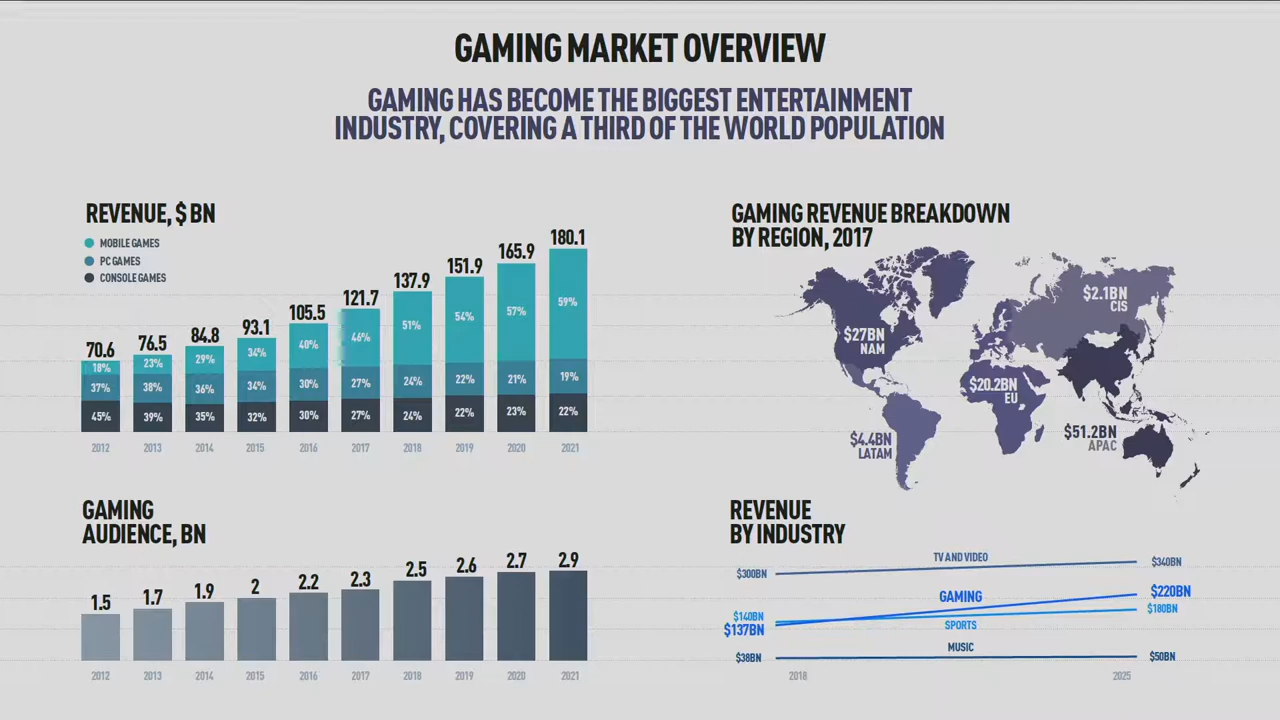 GAMING MARKET OVERVIEW
GAMING HAS BECOME THE BIGGEST ENTERTAINMENT
INDUSTRY, COVERING A THIRD OF THE WORLD POPULATION
REVENUE, $ BN
MOBILE GAMES
PC GAMES
CONSOLE GAMES
70.6 76.5 84.8 93.1 105.5 121.7 137.9 151.9 165.9 180.1
18% 23% 29% 34% 40% 46% 51% 54% 57% 59%
37% 38% 36% 34% 30% 27% 24% 22% 21% 19%
45% 39% 35% 32% 30% 27% 24% 22% 23% 22%
2012 2013 2014 2015 2016 2017 2018 2019 2020 2021
GAMING REVENUE BREAKDOWN
BY REGION, 2017
$2.1BN
CIS
$27BN
NAM
$20.2BN
EU
$4.4BN
LATAM
$51.2BN
APAC
GAMING
AUDIENCE, BN
1.5 1.7 1.9 2 2.2 2.3 2.5 2.6 2.7 2.9
2012 2013 2014 2015 2016 2017 2018 2019 2020 2021
REVENUE
BY INDUSTRY
TV AND VIDEO
$300BN $340BN
GAMING
$220BN
$140BN $180BN
$137BN SPORTS
MUSIC
$38BN $50BN
2018 2025